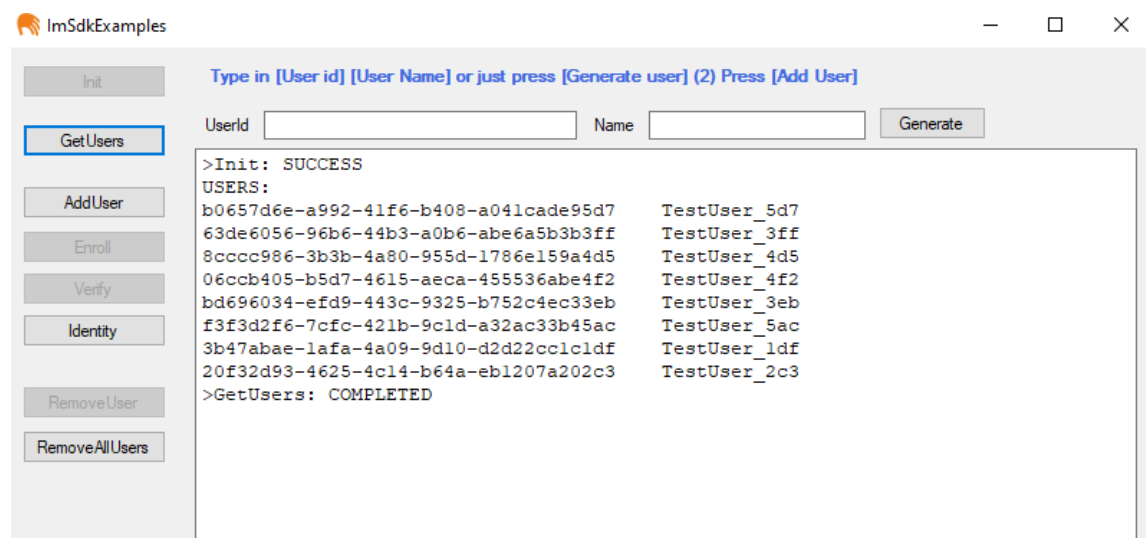 ImSdkExamples
Init
GetUsers
AddUser
Enroll
Verify
Identity
RemoveUser
RemoveAllUsers
Type in [User id] [User Name] or just press [Generate user] (2) Press [Add User]
UserId
Name
Generate
>Init: SUCCESS
USERS:
b0657d6e-a992-41f6-b408-a041cade95d7 TestUser_5d7
63de6056-96b6-44b3-a0b6-abe6a5b3b3ff TestUser_3ff
8cccc986-3b3b-4a80-955d-1786e159a4d5 TestUser_4d5
06ccb405-b5d7-4615-aeca-455536abe4f2 TestUser_4f2
bd696034-efd9-443c-9325-b752c4ec33eb TestUser_3eb
f3f3d2f6-7cfc-421b-9c1d-a32ac33b45ac TestUser_5ac
3b47abae-1afa-4a09-9d10-d2d22cc1c1df TestUser_1df
20f32d93-4625-4c14-b64a-eb1207a202c3 TestUser_2c3
>GetUsers: COMPLETED